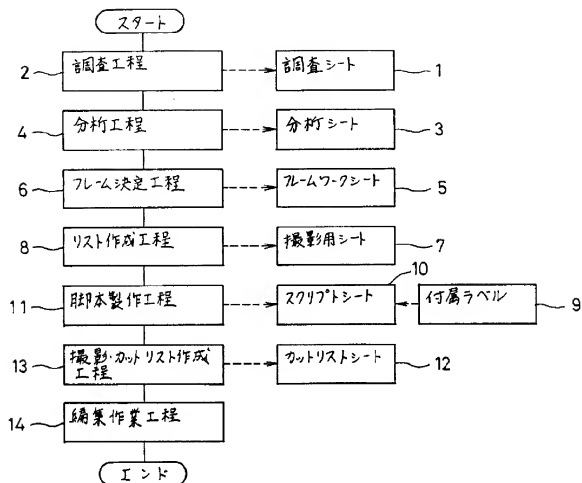 スタート
2 調査工程 調査シート 1
4 分析工程 分析シート 3
6 フレーム決定工程 フレームワークシート 5
8 リスト作成工程 撮影用シート 7
10
11 脚本製作工程 スクリプトシート 付属ラベル 9
13 撮影・カットリスト作成
工程 カットリストシート 12
14 編集作業工程
エンド